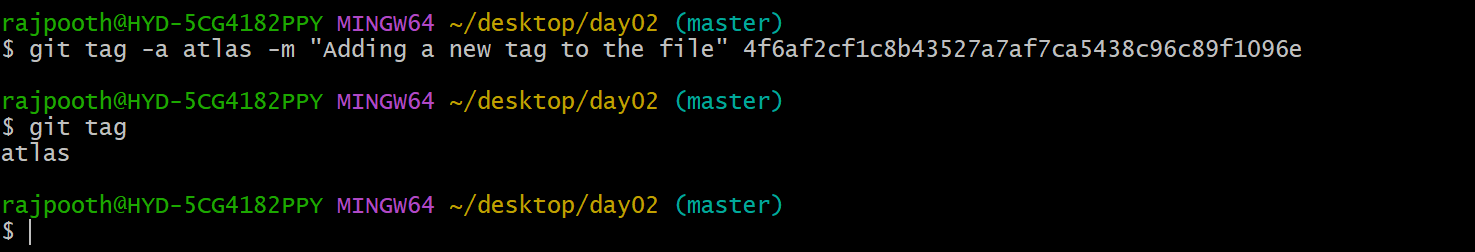 rajpooth@HYD-5CG4182PPY MINGW64 ~/desktop/day02 (master)
$ git tag -a atlas -m "Adding a new tag to the file" 4f6af2cf1c8b43527a7af7ca5438c96c89f1096e
rajpooth@HYD-5CG4182PPY MINGW64 ~/desktop/day02 (master)
$ git tag
atlas
rajpooth@HYD-5CG4182PPY MINGW64 ~/desktop/day02 (master)
$